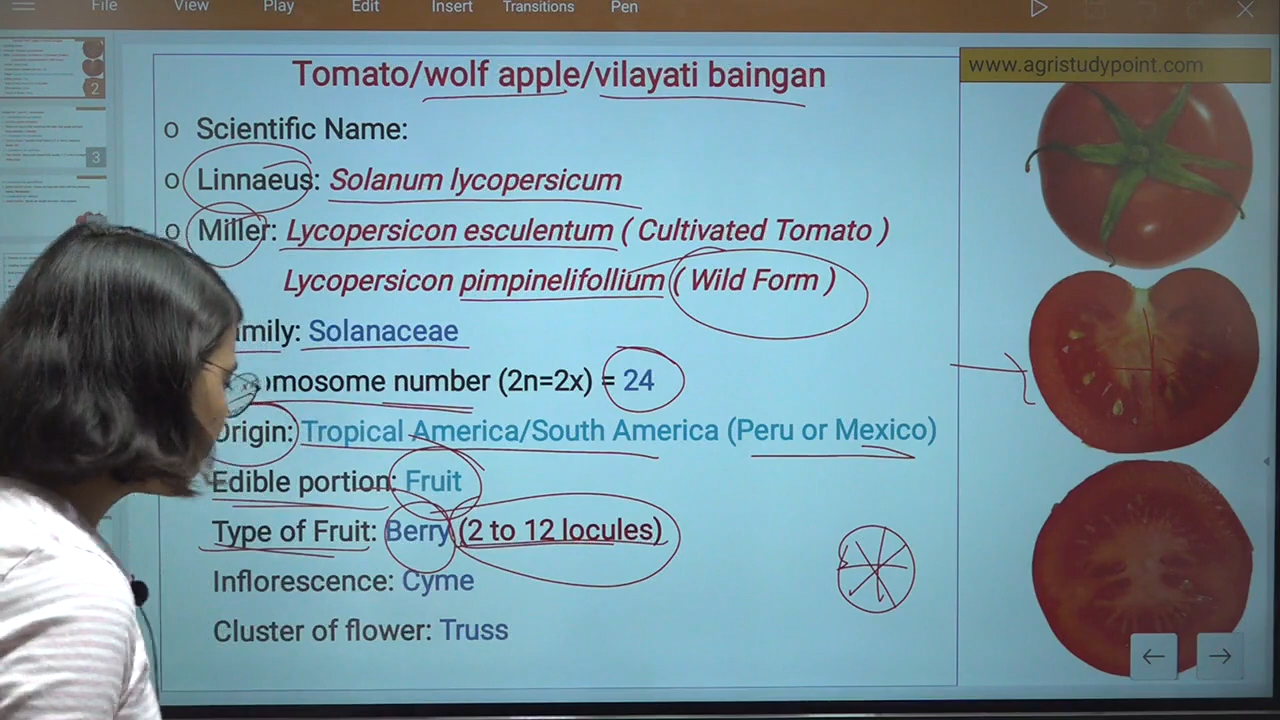 File View Play Edit Insert Transitions Pen
2
3
www.agristudypoint.com
Tomato/wolf apple/vilayati baingan
o Scientific Name:
o Linnaeus: Solanum lycopersicum
o Miller: Lycopersicon esculentum ( Cultivated Tomato )
Lycopersicon pimpinelifollium ( Wild Form )
amily: Solanaceae
omosome number (2n=2x) = 24
Origin: Tropical America/South America (Peru or Mexico)
Edible portion: Fruit
Type of Fruit: Berry (2 to 12 locules)
Inflorescence: Cyme
Cluster of flower: Truss